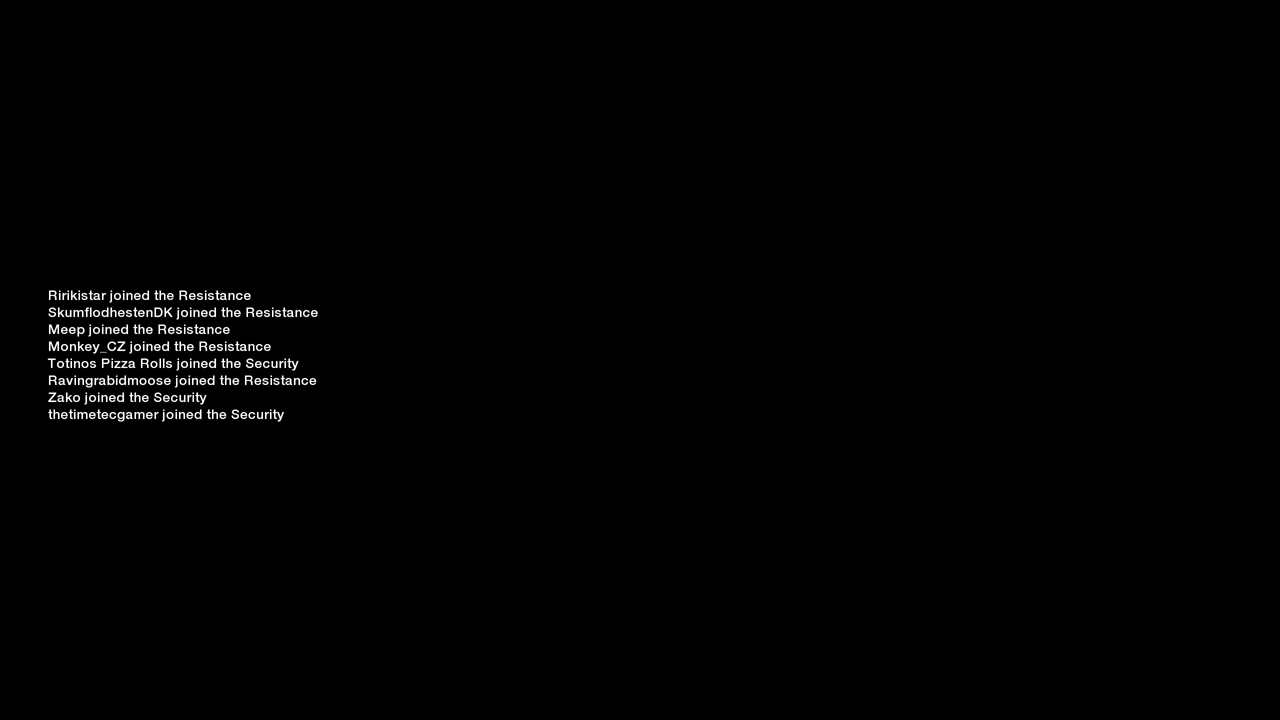 Ririkistar joined the Resistance
SkumflodhestenDK joined the Resistance
Meep joined the Resistance
Monkey_CZ joined the Resistance
Totinos Pizza Rolls joined the Security
Ravingrabidmoose joined the Resistance
Zako joined the Security
thetimetecgamer joined the Security